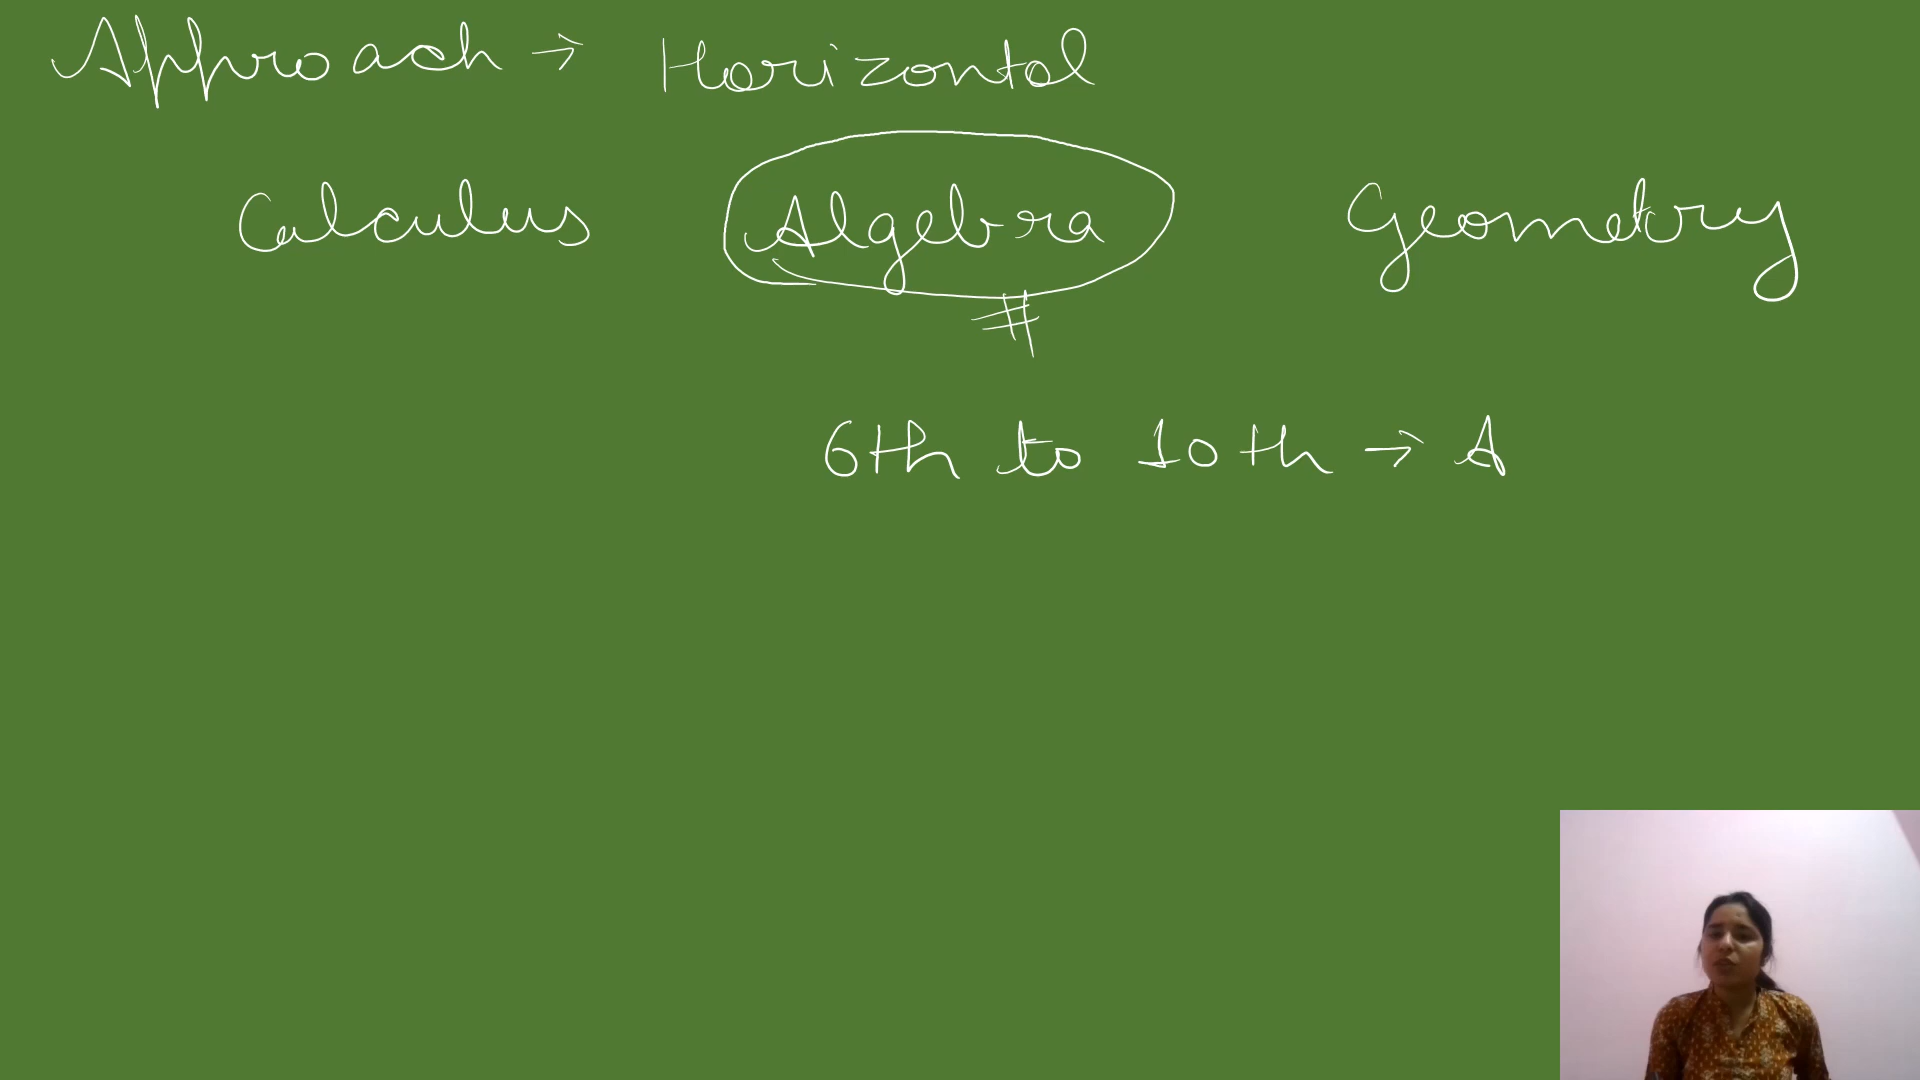 Approach → Horizontal
Calculus Algebra Geometry
#
6th to 10th → A